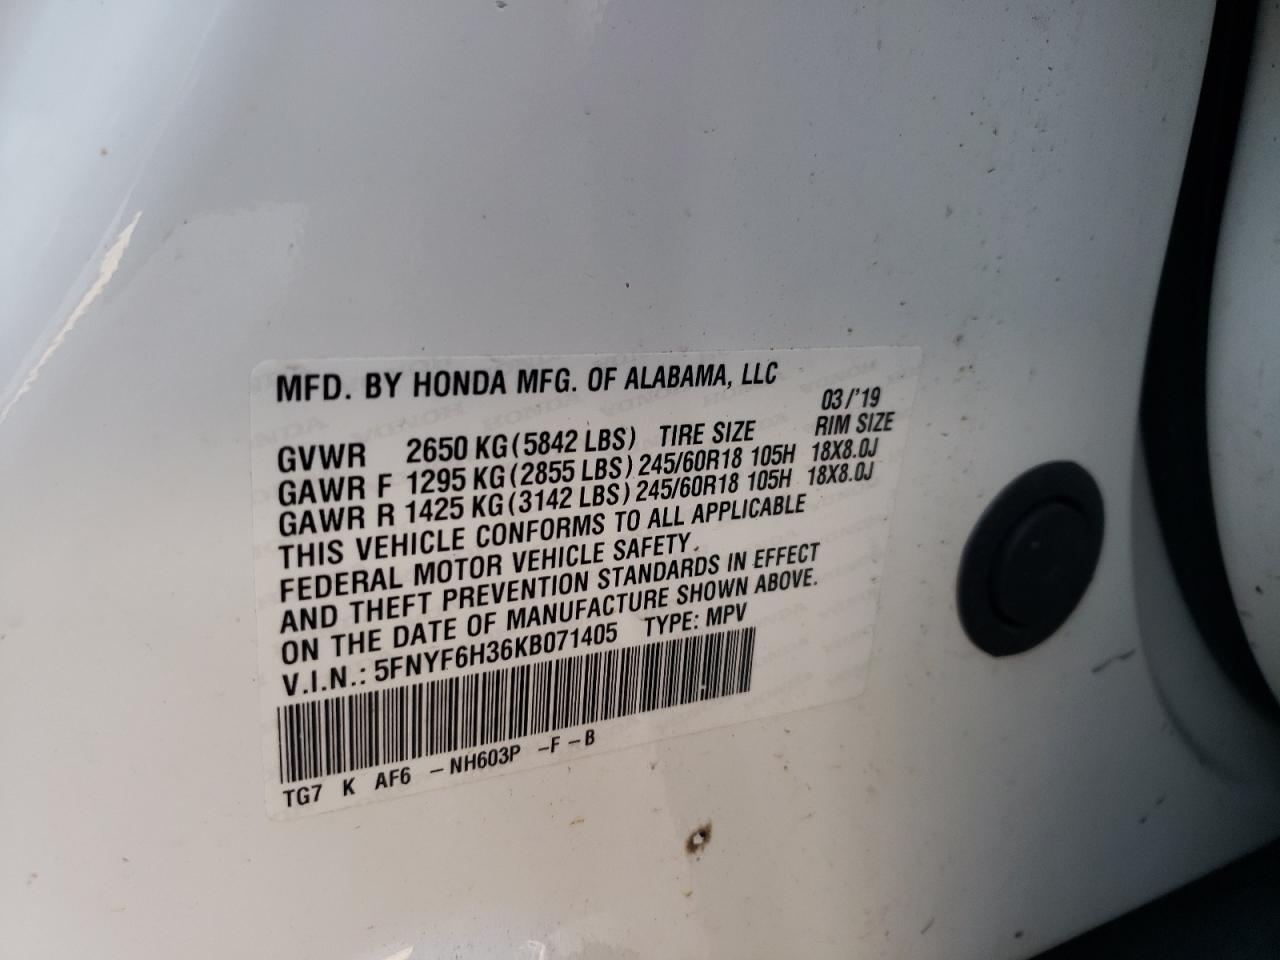 MFD. BY HONDA MFG. OF ALABAMA, LLC
03/'19
GVWR 2650 KG (5842 LBS) TIRE SIZE RIM SIZE
GAWR F 1295 KG (2855 LBS) 245/60R18 105H 18X8.0J
GAWR R 1425 KG (3142 LBS) 245/60R18 105H 18X8.0J
THIS VEHICLE CONFORMS TO ALL APPLICABLE
FEDERAL MOTOR VEHICLE SAFETY
AND THEFT PREVENTION STANDARDS IN EFFECT
ON THE DATE OF MANUFACTURE SHOWN ABOVE.
V.I.N.: 5FNYF6H36KB071405 TYPE: MPV
TG7 K AF6 -NH603P -F -B